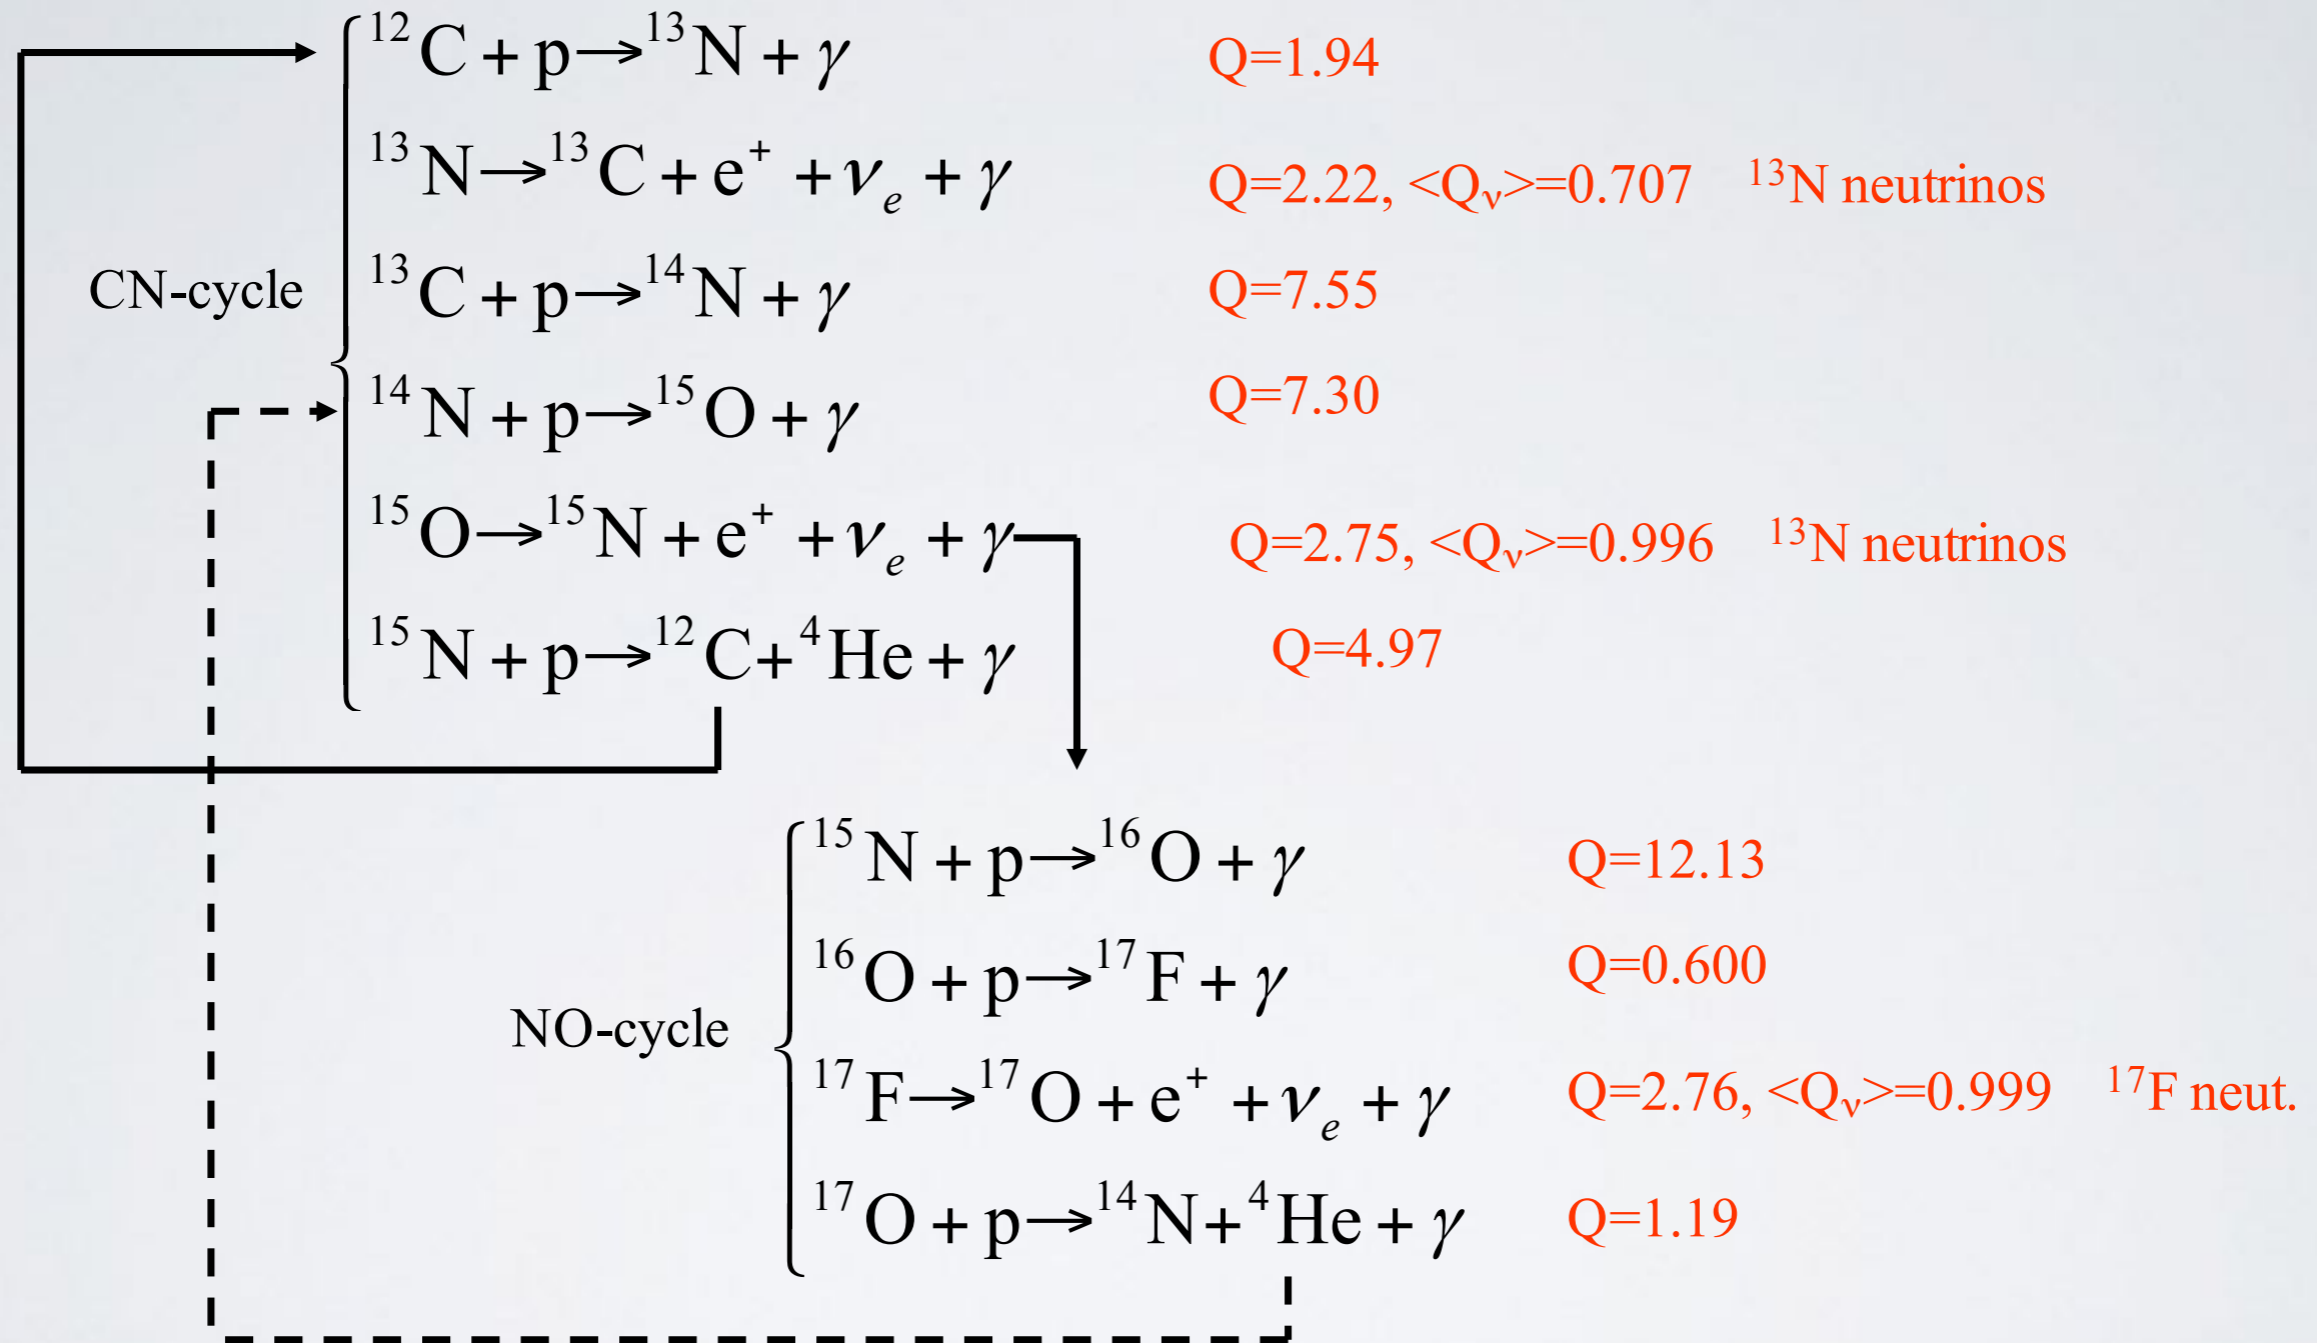 ¹²C + p → ¹³N + γ Q=1.94
¹³N → ¹³C + e⁺ + νₑ + γ Q=2.22, <Qᵥ>=0.707 ¹³N neutrinos
CN-cycle ¹³C + p → ¹⁴N + γ Q=7.55
¹⁴N + p → ¹⁵O + γ Q=7.30
¹⁵O → ¹⁵N + e⁺ + νₑ + γ Q=2.75, <Qᵥ>=0.996 ¹³N neutrinos
¹⁵N + p → ¹²C + ⁴He + γ Q=4.97
¹⁵N + p → ¹⁶O + γ Q=12.13
¹⁶O + p → ¹⁷F + γ Q=0.600
NO-cycle
¹⁷F → ¹⁷O + e⁺ + νₑ + γ Q=2.76, <Qᵥ>=0.999 ¹⁷F neut.
¹⁷O + p → ¹⁴N + ⁴He + γ Q=1.19